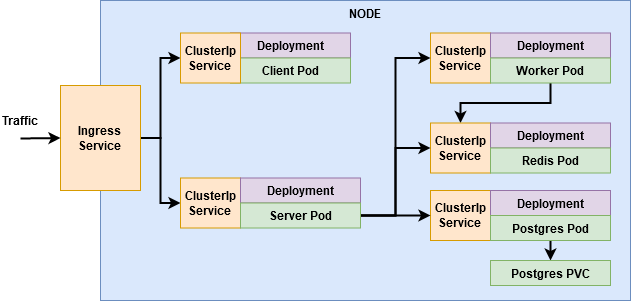 NODE
Traffic
Ingress
Service
ClusterIp
Service
Deployment
Client Pod
ClusterIp
Service
Deployment
Server Pod
ClusterIp
Service
Deployment
Worker Pod
ClusterIp
Service
Deployment
Redis Pod
ClusterIp
Service
Deployment
Postgres Pod
Postgres PVC